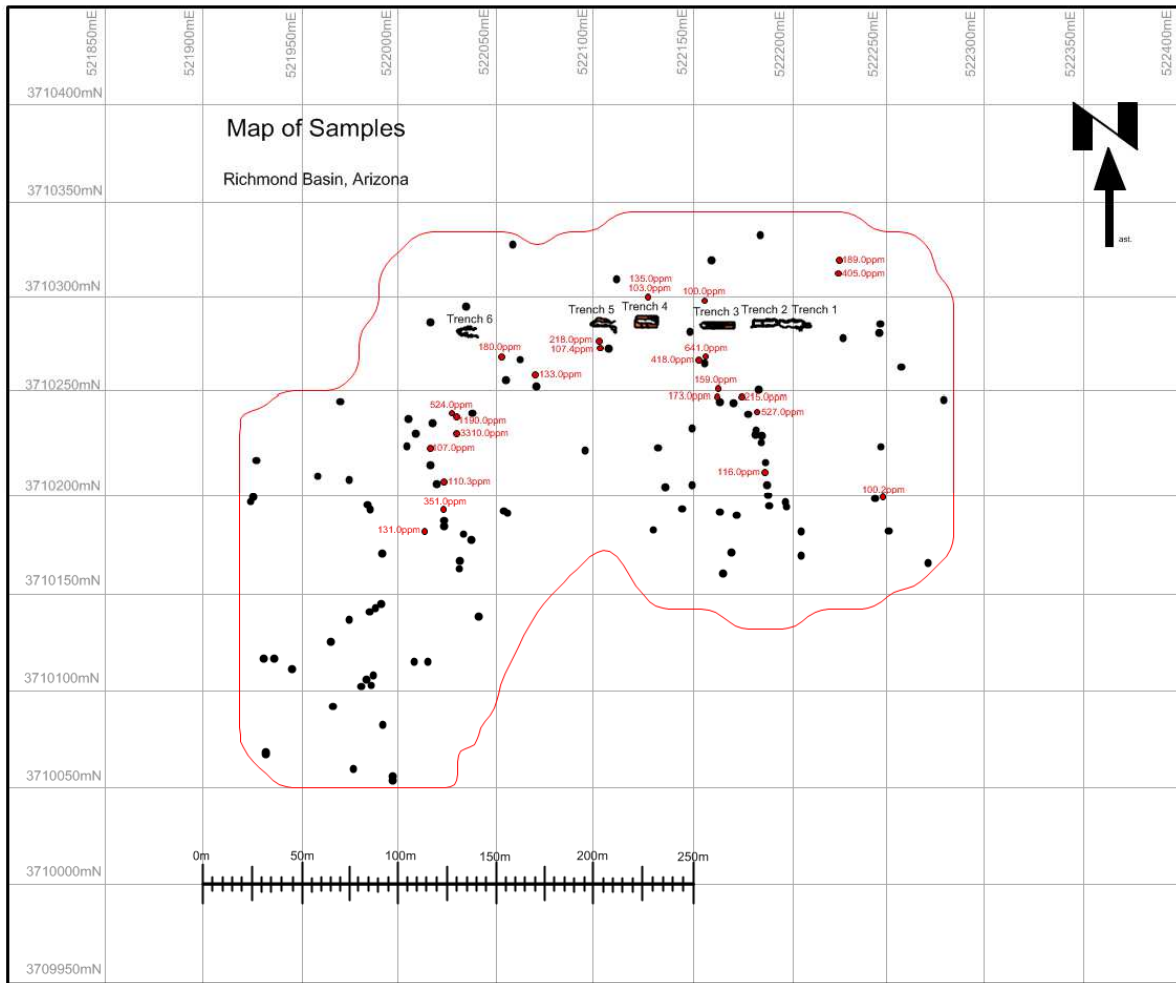 521850mE
521900mE
521950mE
522000mE
522050mE
522100mE
522150mE
522200mE
522250mE
522300mE
522350mE
522400mE
3710400mN
Map of Samples
N
3710350mN
Richmond Basin, Arizona
ast.
189.0ppm
405.0ppm
135.0ppm
103.0ppm
100.0ppm
3710300mN
Trench 6
Trench 5
Trench 4
Trench 3
Trench 2
Trench 1
218.0ppm
107.4ppm
180.0ppm
641.0ppm
418.0ppm
133.0ppm
159.0ppm
173.0ppm
215.0ppm
3710250mN
524.0ppm
1190.0ppm
527.0ppm
3310.0ppm
107.0ppm
116.0ppm
110.3ppm
100.2ppm
3710200mN
351.0ppm
131.0ppm
3710150mN
3710100mN
3710050mN
0m
50m
100m
150m
200m
250m
3710000mN
3709950mN